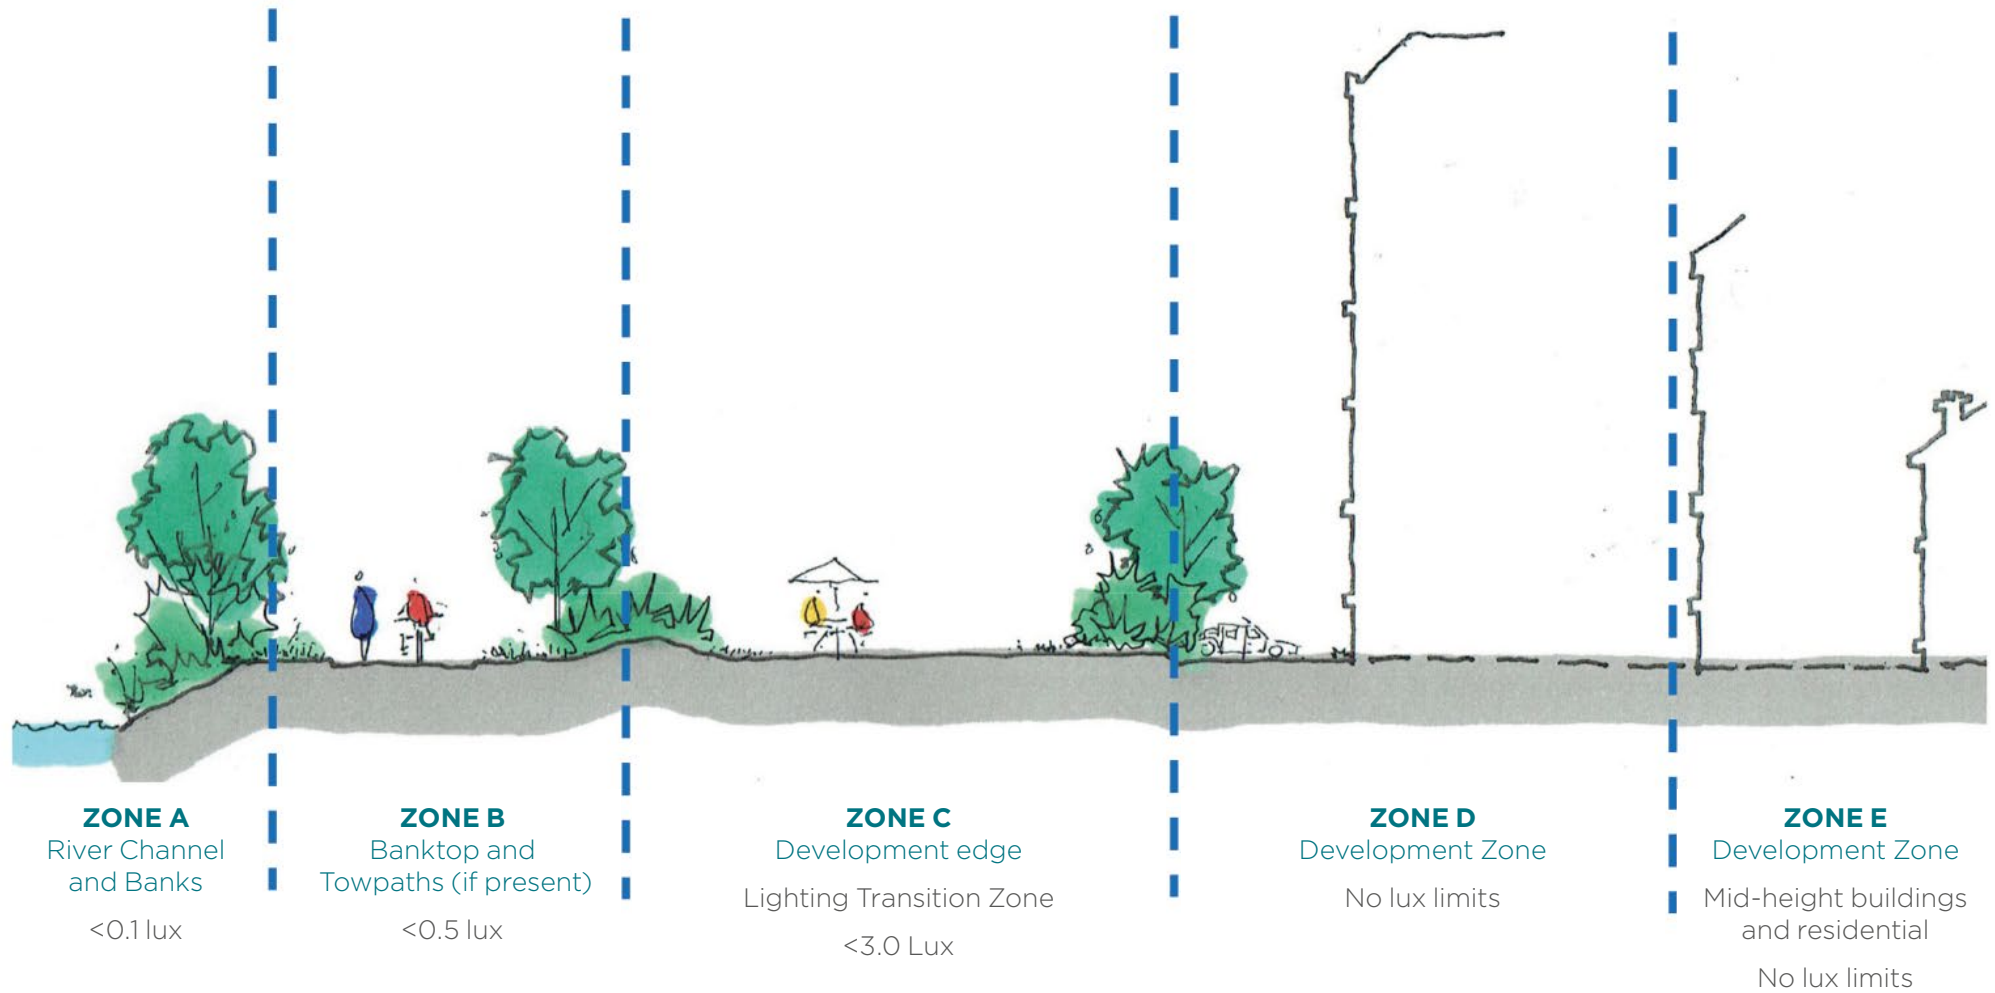 ZONE A
River Channel
and Banks
<0.1 lux
ZONE B
Banktop and
Towpaths (if present)
<0.5 lux
ZONE C
Development edge
Lighting Transition Zone
<3.0 Lux
ZONE D
Development Zone
No lux limits
ZONE E
Development Zone
Mid-height buildings
and residential
No lux limits